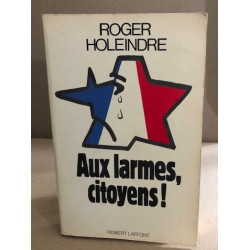 ROGER
HOLEINDRE
Aux larmes,
citoyens !
ROBERT LAFFONT